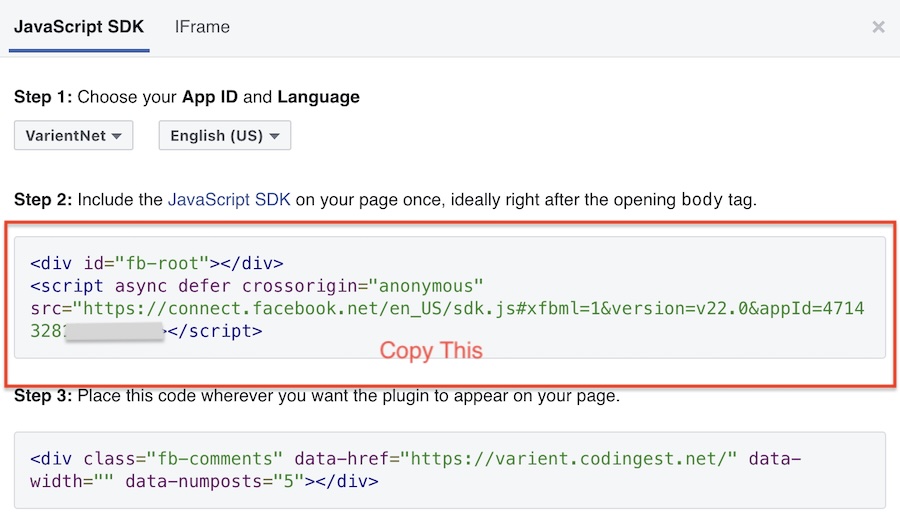 JavaScript SDK IFrame ×
Step 1: Choose your App ID and Language
VarientNet English (US)
Step 2: Include the JavaScript SDK on your page once, ideally right after the opening body tag.
<div id="fb-root"></div>
<script async defer crossorigin="anonymous"
src="https://connect.facebook.net/en_US/sdk.js#xfbml=1&version=v22.0&appId=4714
328 ></script>
Copy This
Step 3: Place this code wherever you want the plugin to appear on your page.
<div class="fb-comments" data-href="https://varient.codingest.net/" data-
width="" data-numposts="5"></div>